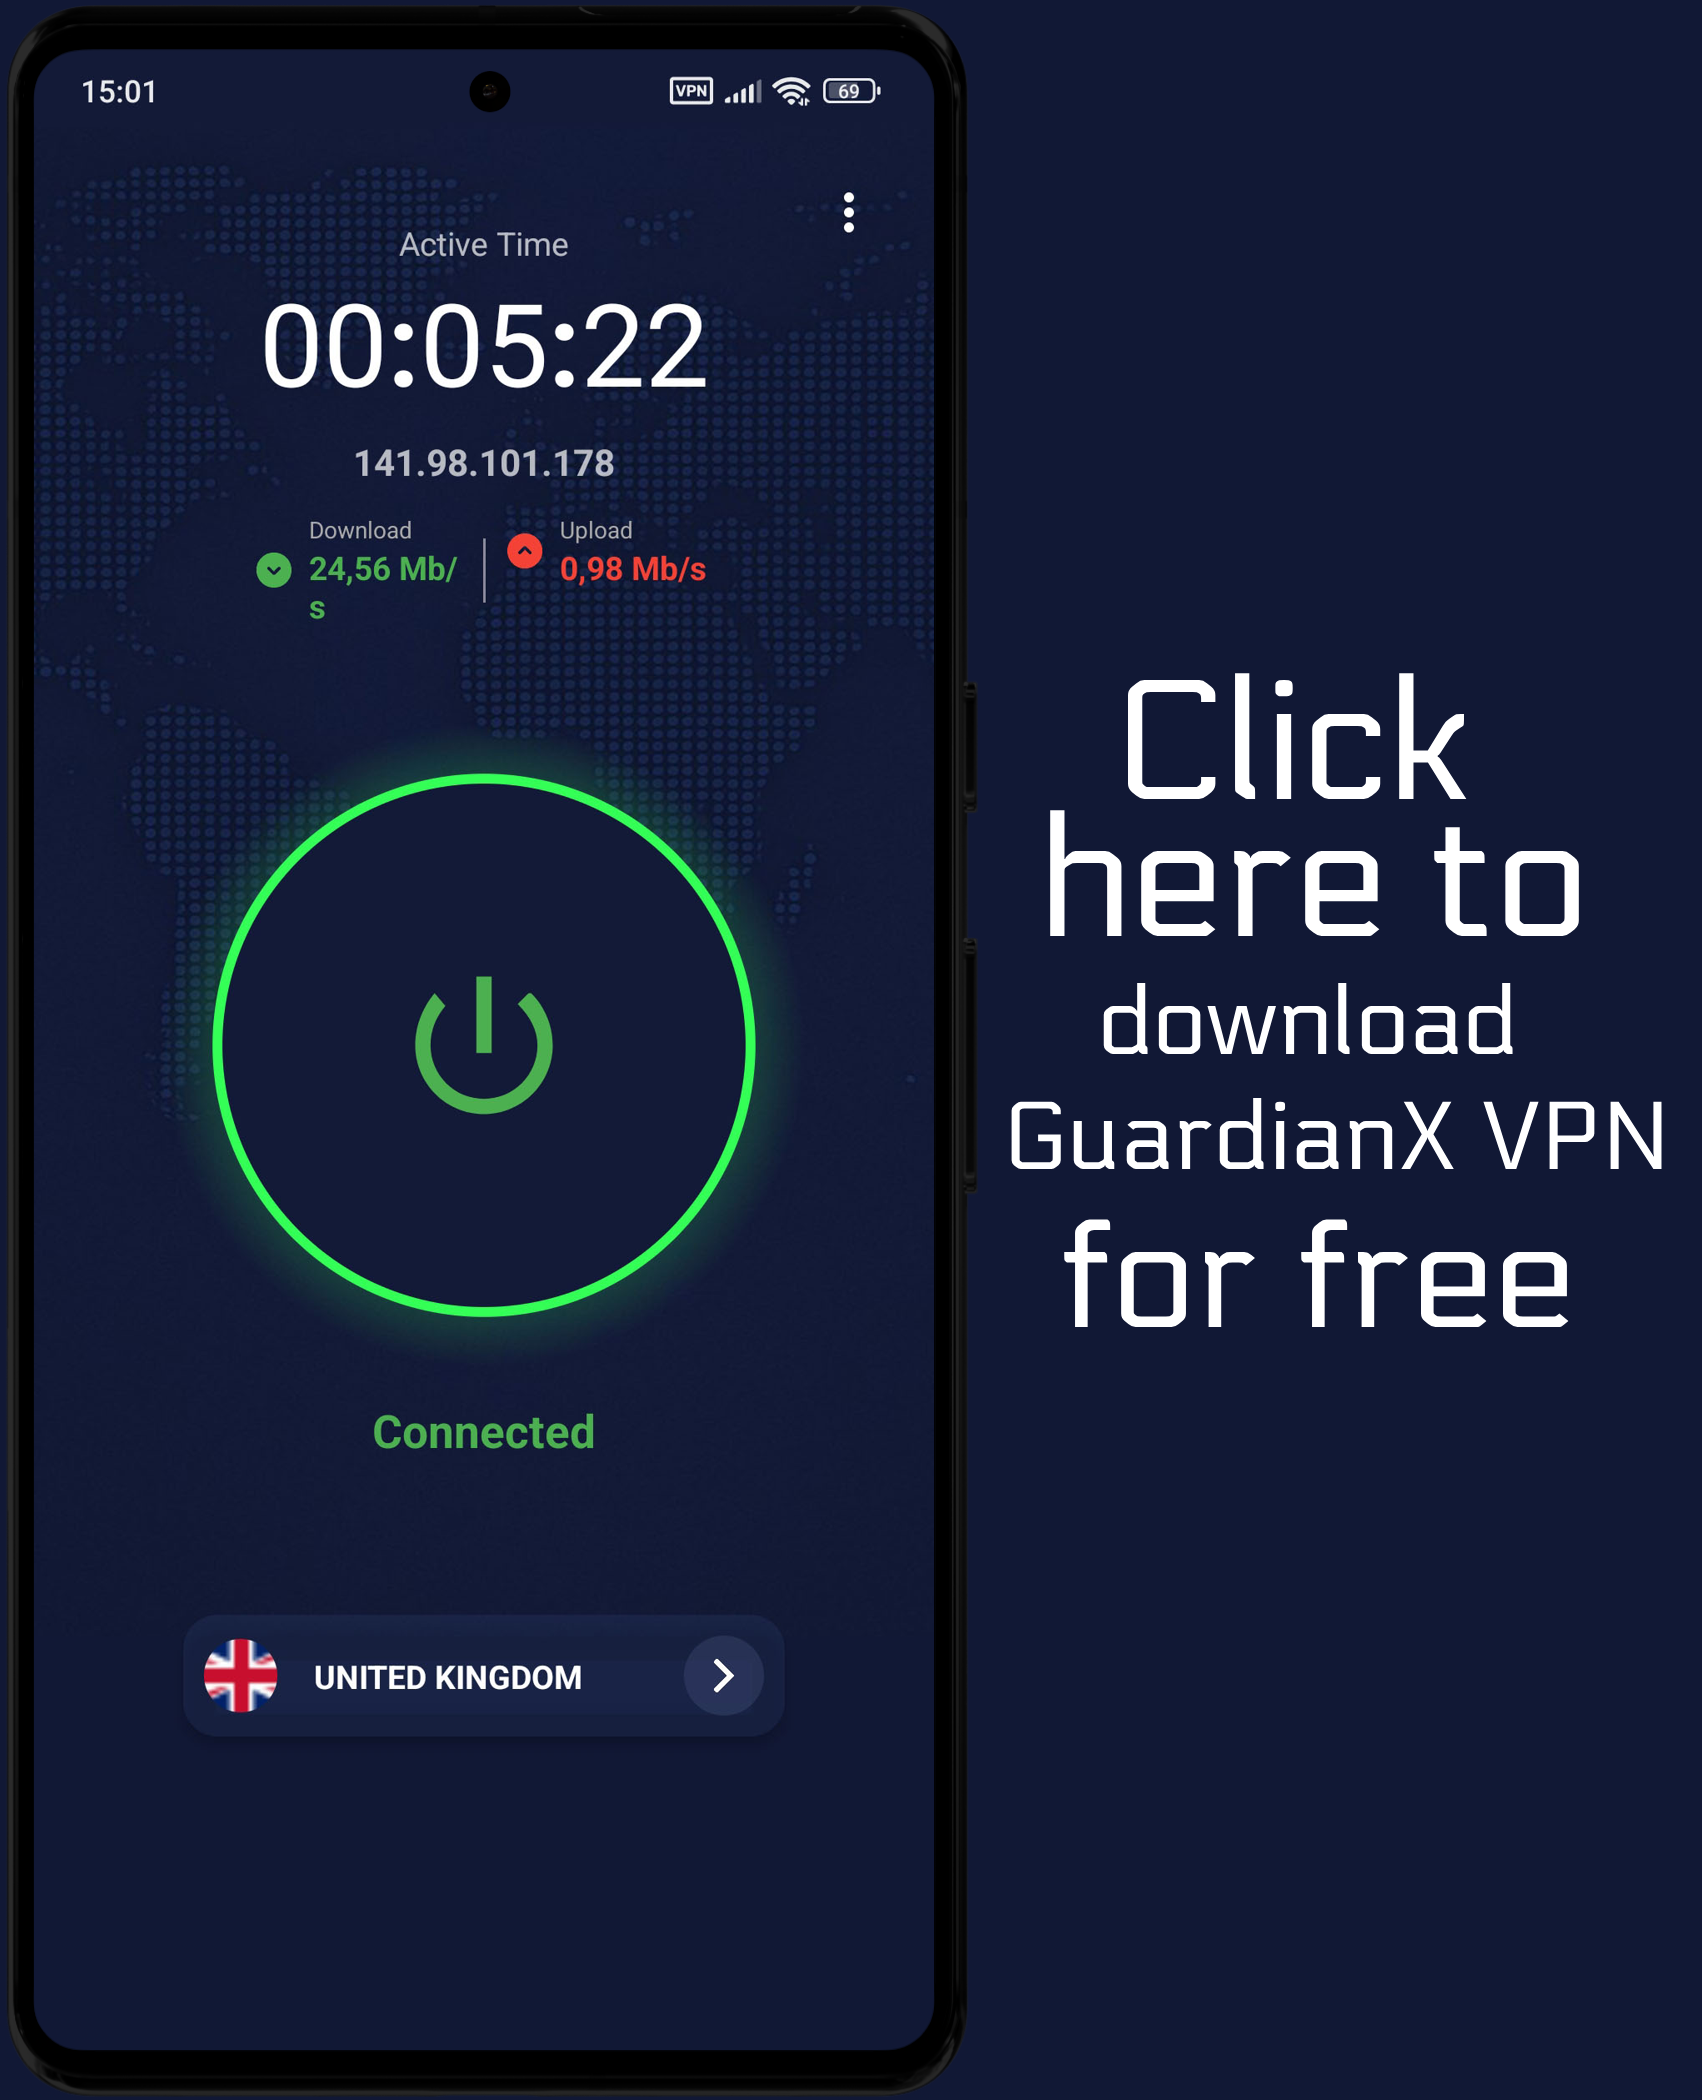 15:01
VPN
69
Active Time
00:05:22
141.98.101.178
Download
Upload
24,56 Mb/
s
0,98 Mb/s
Connected
UNITED KINGDOM
Click
here to
download
GuardianX VPN
for free